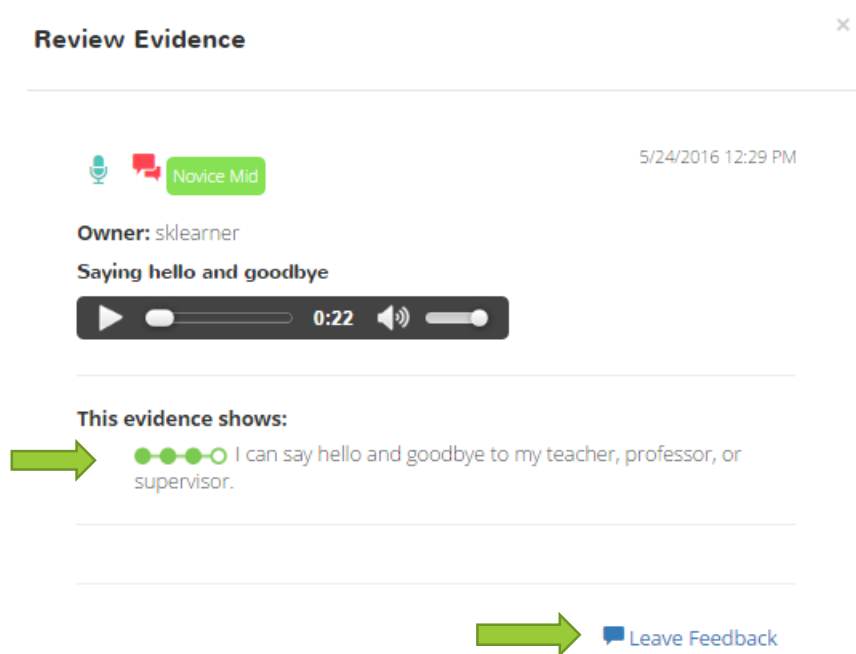 Review Evidence
×
Novice Mid
5/24/2016 12:29 PM
Owner: sklearner
Saying hello and goodbye
0:22
This evidence shows:
I can say hello and goodbye to my teacher, professor, or
supervisor.
Leave Feedback